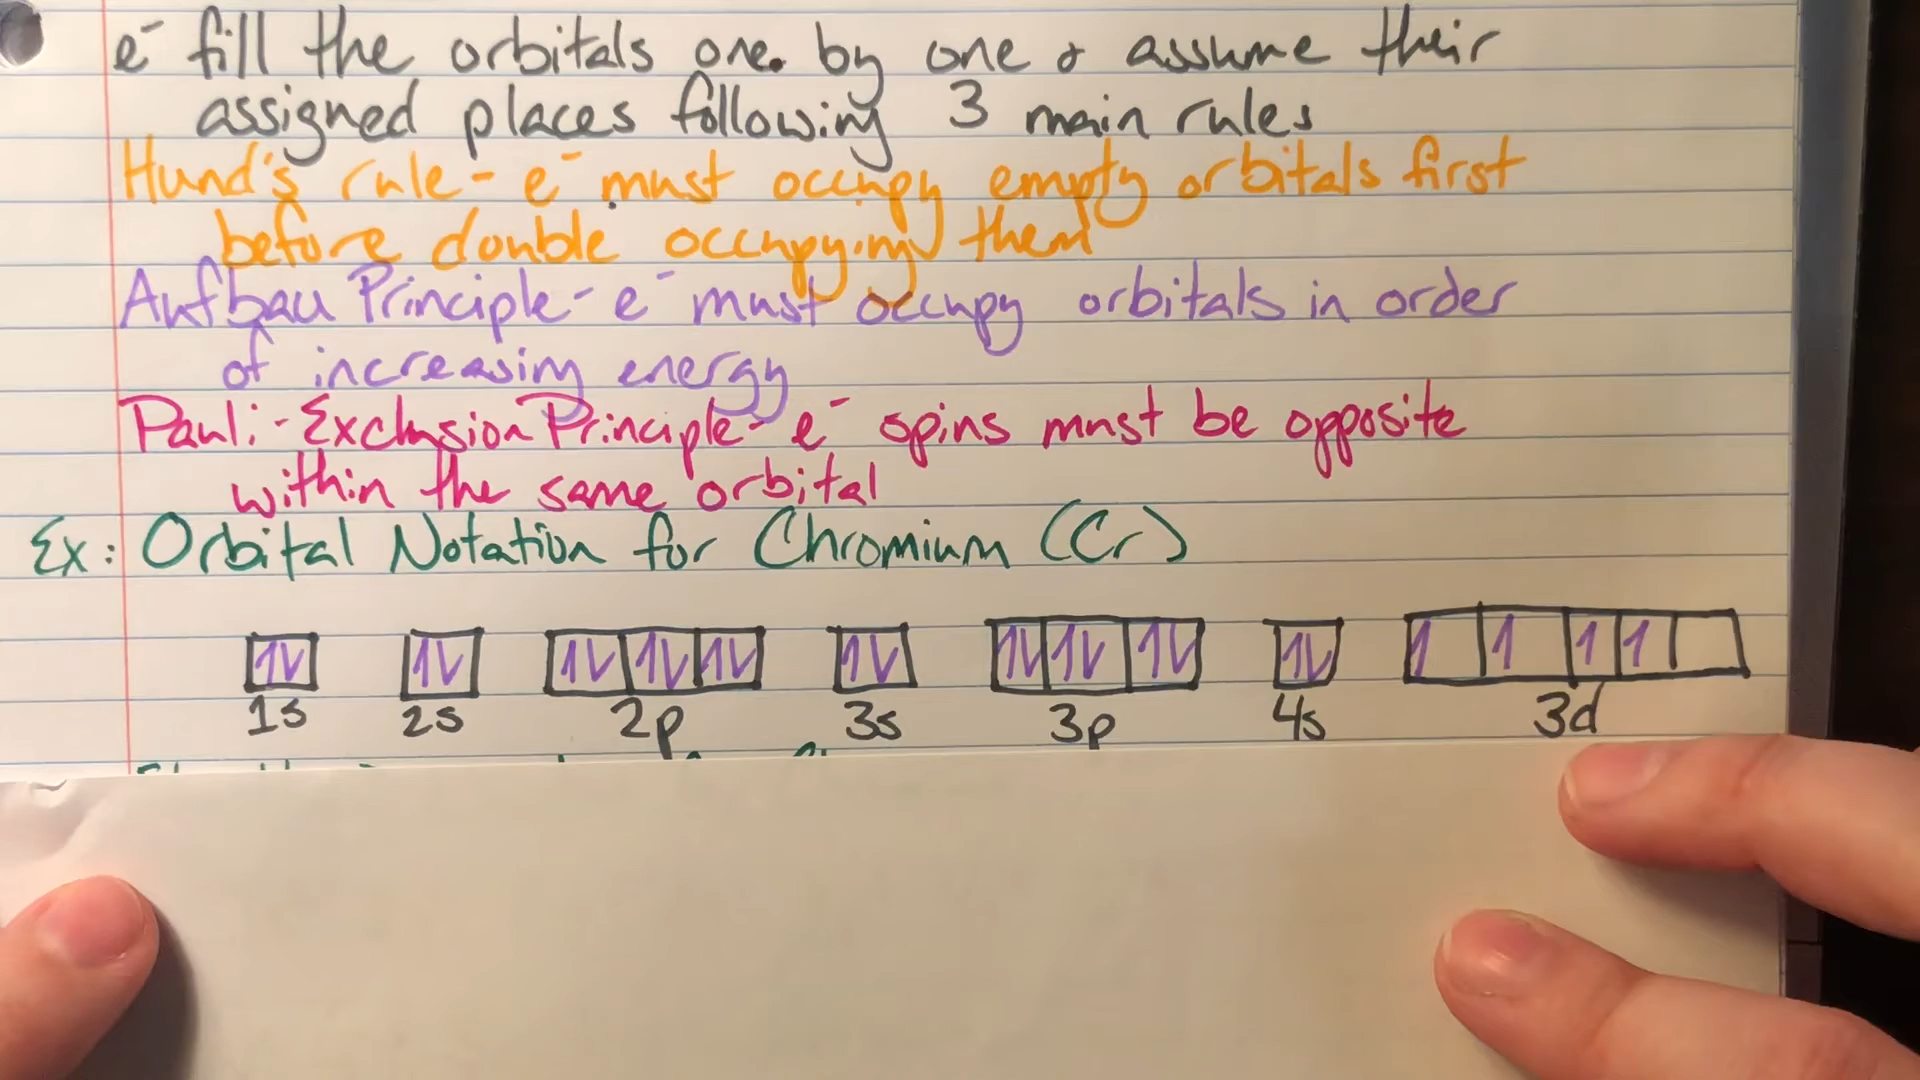 e⁻ fill the orbitals one by one & assume their
assigned places following 3 main rules
Hund's rule - e⁻ must occupy empty orbitals first
before double occupying them
Aufbau Principle - e⁻ must occupy orbitals in order
of increasing energy
Pauli-Exclusion Principle - e⁻ spins must be opposite
within the same orbital
Ex: Orbital Notation for Chromium (Cr)
1s 2s 2p 3s 3p 4s 3d